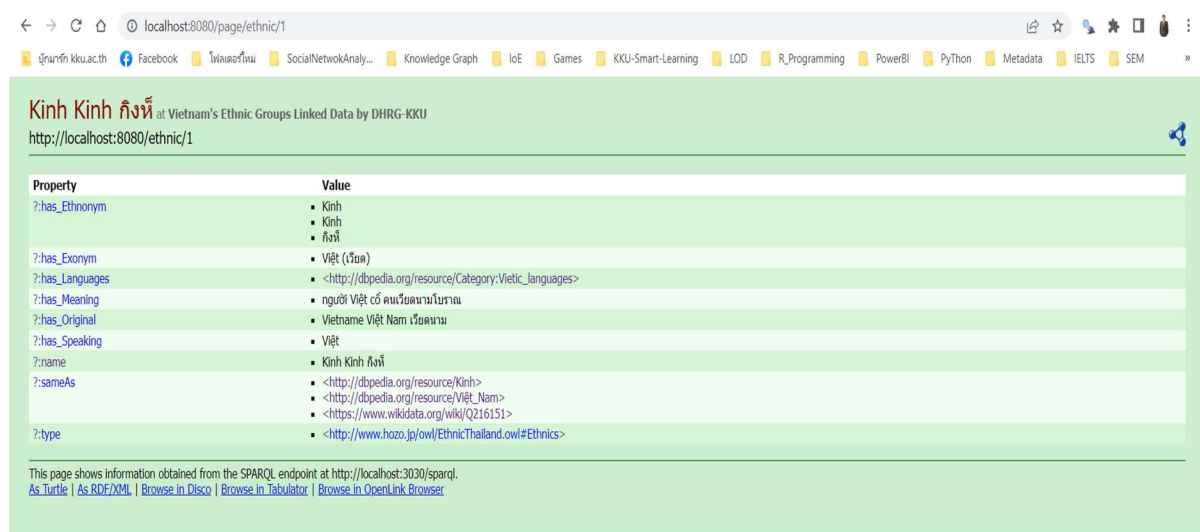 localhost:8080/page/ethnic/1
บุ๊กมาร์ก kku.ac.th Facebook โฟลเดอร์ใหม่ SocialNetwokAnaly... Knowledge Graph IoE Games KKU-Smart-Learning LOD R_Programming PowerBI PyThon Metadata IELTS SEM »
Kinh Kinh กิงห์ at Vietnam's Ethnic Groups Linked Data by DHRG-KKU
http://localhost:8080/ethnic/1
Property Value
?:has_Ethnonym ▪ Kinh
▪ Kinh
▪ กิงห์
?:has_Exonym ▪ Việt (เวียด)
?:has_Languages ▪ <http://dbpedia.org/resource/Category:Vietic_languages>
?:has_Meaning ▪ người Việt cổ คนเวียดนามโบราณ
?:has_Original ▪ Vietname Việt Nam เวียดนาม
?:has_Speaking ▪ Việt
?:name ▪ Kinh Kinh กิงห์
?:sameAs ▪ <http://dbpedia.org/resource/Kinh>
▪ <http://dbpedia.org/resource/Việt_Nam>
▪ <https://www.wikidata.org/wiki/Q216151>
?:type ▪ <http://www.hozo.jp/owl/EthnicThailand.owl#Ethnics>
This page shows information obtained from the SPARQL endpoint at http://localhost:3030/sparql.
As Turtle | As RDF/XML | Browse in Disco | Browse in Tabulator | Browse in OpenLink Browser